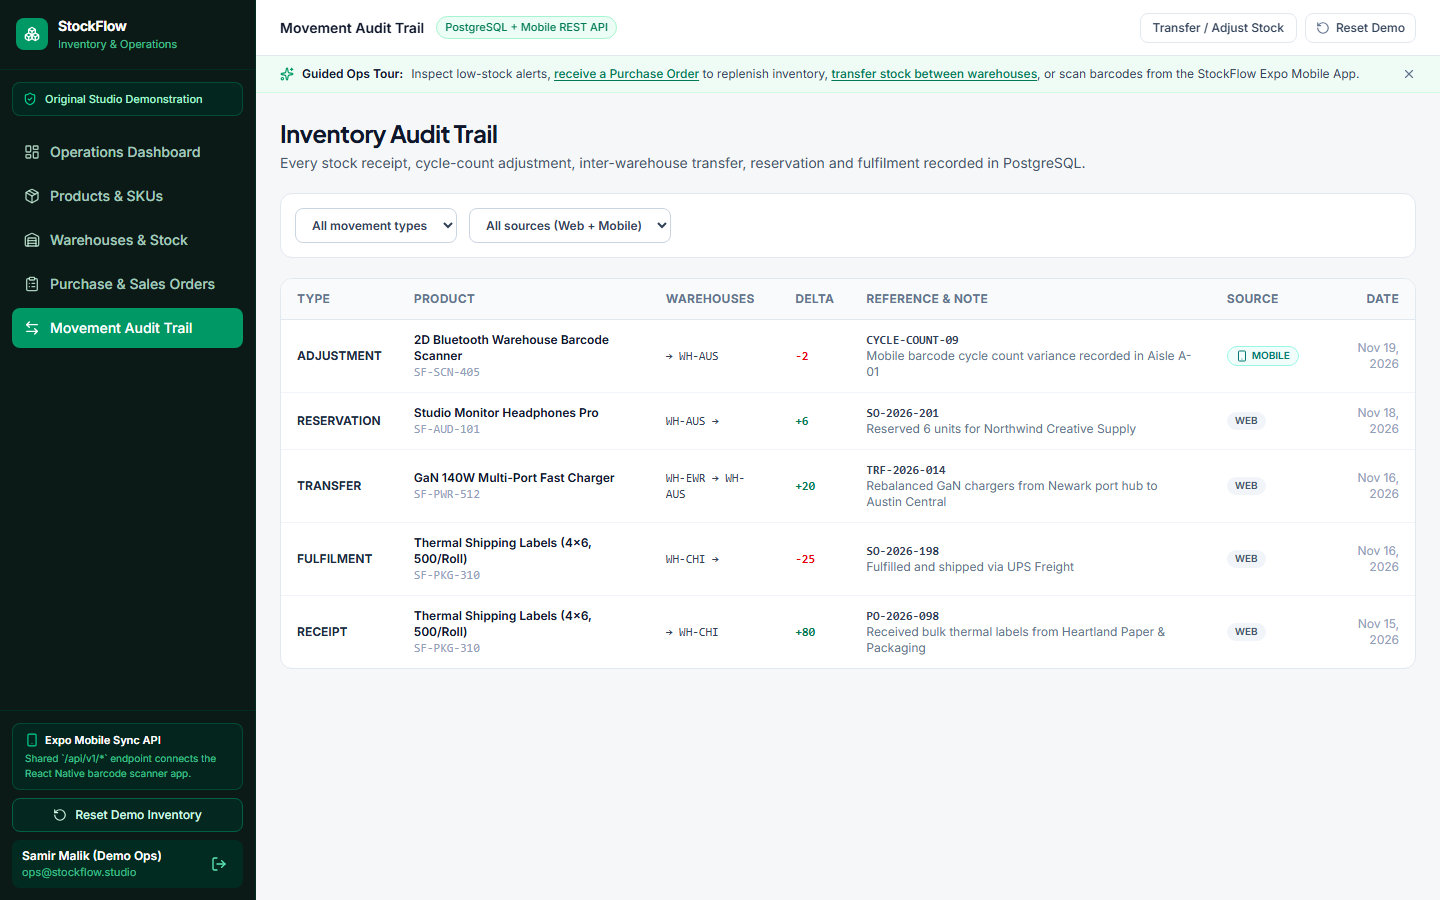 StockFlow
Inventory & Operations
Original Studio Demonstration
Operations Dashboard
Products & SKUs
Warehouses & Stock
Purchase & Sales Orders
Movement Audit Trail
Expo Mobile Sync API
Shared `/api/v1/*` endpoint connects the
React Native barcode scanner app.
Reset Demo Inventory
Samir Malik (Demo Ops)
ops@stockflow.studio
Movement Audit Trail
PostgreSQL + Mobile REST API
Transfer / Adjust Stock
Reset Demo
Guided Ops Tour: Inspect low-stock alerts, receive a Purchase Order to replenish inventory, transfer stock between warehouses, or scan barcodes from the StockFlow Expo Mobile App.
Inventory Audit Trail
Every stock receipt, cycle-count adjustment, inter-warehouse transfer, reservation and fulfilment recorded in PostgreSQL.
All movement types
All sources (Web + Mobile)
TYPE PRODUCT WAREHOUSES DELTA REFERENCE & NOTE SOURCE DATE
ADJUSTMENT
2D Bluetooth Warehouse Barcode
Scanner
SF-SCN-405
→ WH-AUS
-2
CYCLE-COUNT-09
Mobile barcode cycle count variance recorded in Aisle A-
01
MOBILE
Nov 19,
2026
RESERVATION
Studio Monitor Headphones Pro
SF-AUD-101
WH-AUS →
+6
SO-2026-201
Reserved 6 units for Northwind Creative Supply
WEB
Nov 18,
2026
TRANSFER
GaN 140W Multi-Port Fast Charger
SF-PWR-512
WH-EWR → WH-
AUS
+20
TRF-2026-014
Rebalanced GaN chargers from Newark port hub to
Austin Central
WEB
Nov 16,
2026
FULFILMENT
Thermal Shipping Labels (4×6,
500/Roll)
SF-PKG-310
WH-CHI →
-25
SO-2026-198
Fulfilled and shipped via UPS Freight
WEB
Nov 16,
2026
RECEIPT
Thermal Shipping Labels (4×6,
500/Roll)
SF-PKG-310
→ WH-CHI
+80
PO-2026-098
Received bulk thermal labels from Heartland Paper &
Packaging
WEB
Nov 15,
2026